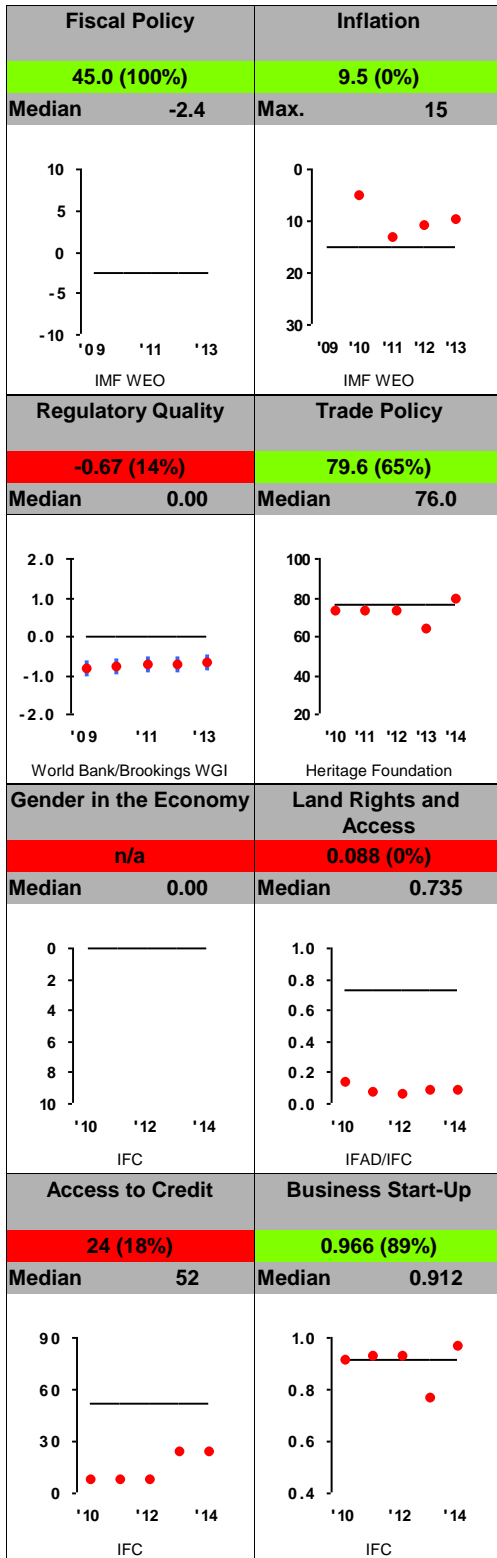 Fiscal Policy
45.0 (100%)
Median -2.4
10
5
0
-5
-10
'09 '11 '13
IMF WEO
Inflation
9.5 (0%)
Max. 15
0
10
20
30
'09 '10 '11 '12 '13
IMF WEO
Regulatory Quality
-0.67 (14%)
Median 0.00
2.0
1.0
0.0
-1.0
-2.0
'09 '11 '13
World Bank/Brookings WGI
Trade Policy
79.6 (65%)
Median 76.0
100
80
60
40
20
'10 '11 '12 '13 '14
Heritage Foundation
Gender in the Economy
n/a
Median 0.00
0
2
4
6
8
10
'10 '12 '14
IFC
Land Rights and
Access
0.088 (0%)
Median 0.735
1.0
0.8
0.6
0.4
0.2
0.0
'10 '12 '14
IFAD/IFC
Access to Credit
24 (18%)
Median 52
90
60
30
0
'10 '12 '14
IFC
Business Start-Up
0.966 (89%)
Median 0.912
1.0
0.8
0.6
0.4
'10 '12 '14
IFC